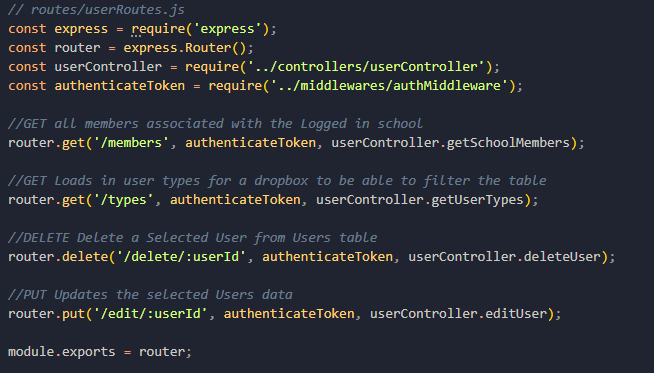 // routes/userRoutes.js
const express = require('express');
const router = express.Router();
const userController = require('../controllers/userController');
const authenticateToken = require('../middlewares/authMiddleware');
//GET all members associated with the Logged in school
router.get('/members', authenticateToken, userController.getSchoolMembers);
//GET Loads in user types for a dropbox to be able to filter the table
router.get('/types', authenticateToken, userController.getUserTypes);
//DELETE Delete a Selected User from Users table
router.delete('/delete/:userId', authenticateToken, userController.deleteUser);
//PUT Updates the selected Users data
router.put('/edit/:userId', authenticateToken, userController.editUser);
module.exports = router;